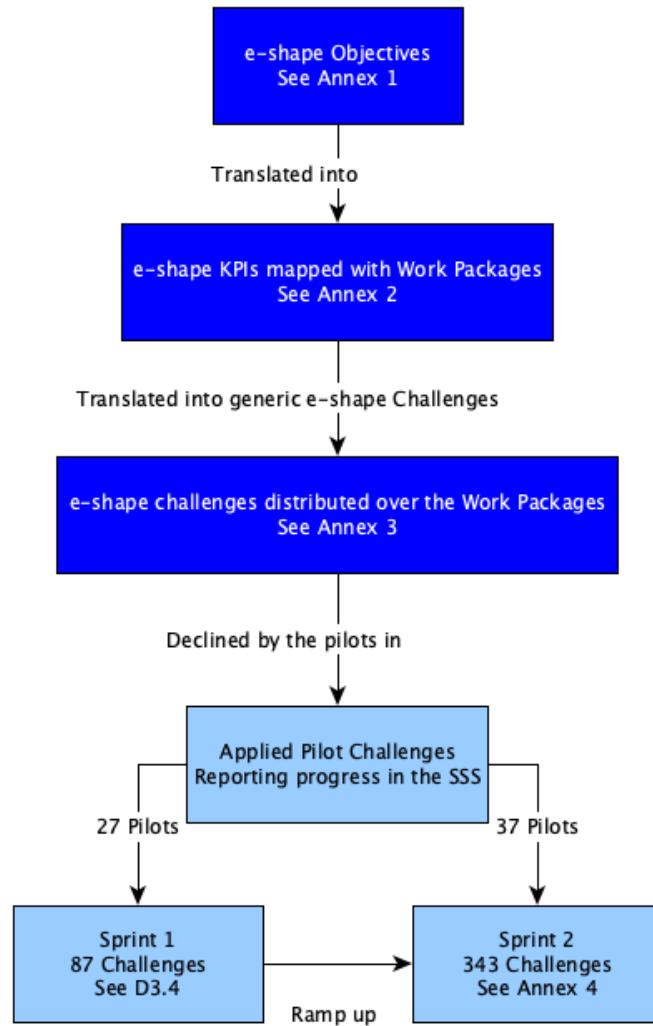 e-shape Objectives
See Annex 1
Translated into
e-shape KPIs mapped with Work Packages
See Annex 2
Translated into generic e-shape Challenges
e-shape challenges distributed over the Work Packages
See Annex 3
Declined by the pilots in
Applied Pilot Challenges
Reporting progress in the SSS
27 Pilots
37 Pilots
Sprint 1
87 Challenges
See D3.4
Sprint 2
343 Challenges
See Annex 4
Ramp up